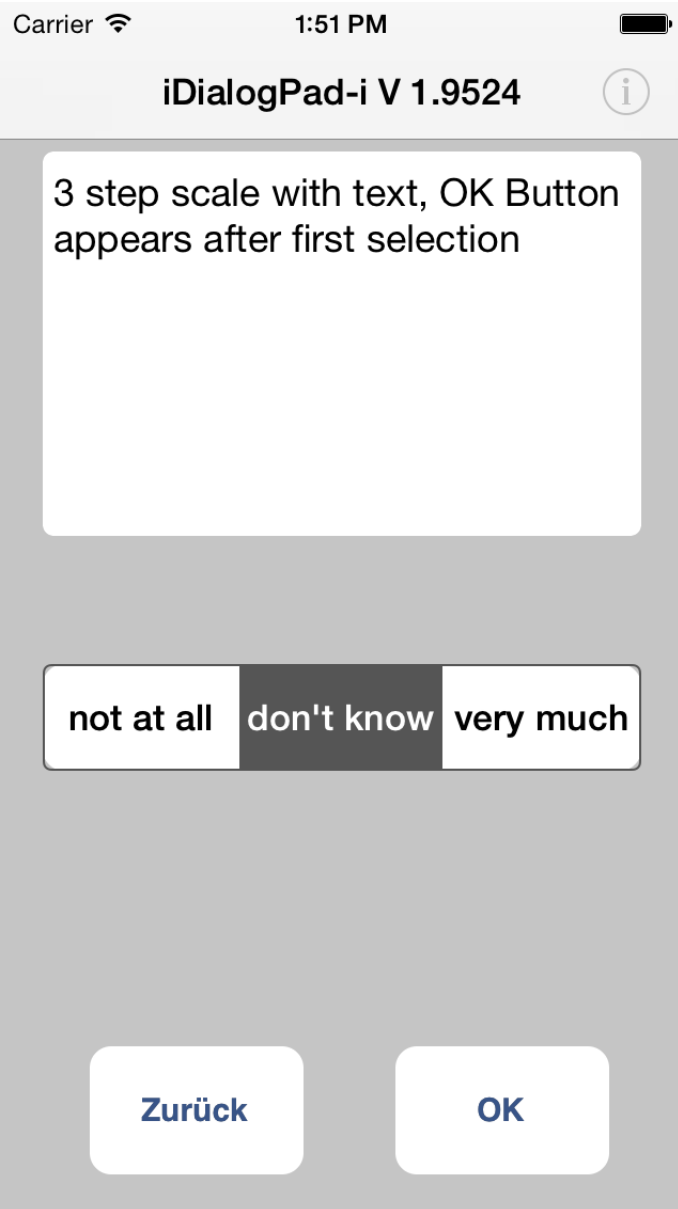 Carrier 1:51 PM
iDialogPad-i V 1.9524
3 step scale with text, OK Button
appears after first selection
not at all don't know very much
Zurück OK